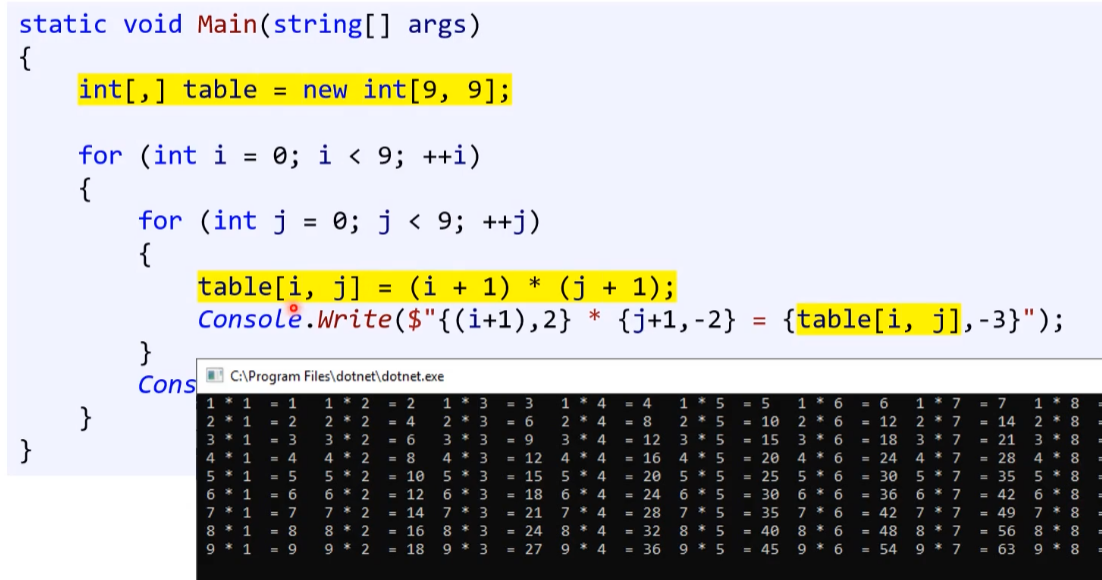 static void Main(string[] args)
{
int[,] table = new int[9, 9];
for (int i = 0; i < 9; ++i)
{
for (int j = 0; j < 9; ++j)
{
table[i, j] = (i + 1) * (j + 1);
Console.Write($"{(i+1),2} * {j+1,-2} = {table[i, j],-3}");
}
Cons
}
}
C:\Program Files\dotnet\dotnet.exe
1 * 1 = 1 1 * 2 = 2 1 * 3 = 3 1 * 4 = 4 1 * 5 = 5 1 * 6 = 6 1 * 7 = 7 1 * 8 =
2 * 1 = 2 2 * 2 = 4 2 * 3 = 6 2 * 4 = 8 2 * 5 = 10 2 * 6 = 12 2 * 7 = 14 2 * 8 =
3 * 1 = 3 3 * 2 = 6 3 * 3 = 9 3 * 4 = 12 3 * 5 = 15 3 * 6 = 18 3 * 7 = 21 3 * 8 =
4 * 1 = 4 4 * 2 = 8 4 * 3 = 12 4 * 4 = 16 4 * 5 = 20 4 * 6 = 24 4 * 7 = 28 4 * 8 =
5 * 1 = 5 5 * 2 = 10 5 * 3 = 15 5 * 4 = 20 5 * 5 = 25 5 * 6 = 30 5 * 7 = 35 5 * 8 =
6 * 1 = 6 6 * 2 = 12 6 * 3 = 18 6 * 4 = 24 6 * 5 = 30 6 * 6 = 36 6 * 7 = 42 6 * 8 =
7 * 1 = 7 7 * 2 = 14 7 * 3 = 21 7 * 4 = 28 7 * 5 = 35 7 * 6 = 42 7 * 7 = 49 7 * 8 =
8 * 1 = 8 8 * 2 = 16 8 * 3 = 24 8 * 4 = 32 8 * 5 = 40 8 * 6 = 48 8 * 7 = 56 8 * 8 =
9 * 1 = 9 9 * 2 = 18 9 * 3 = 27 9 * 4 = 36 9 * 5 = 45 9 * 6 = 54 9 * 7 = 63 9 * 8 =